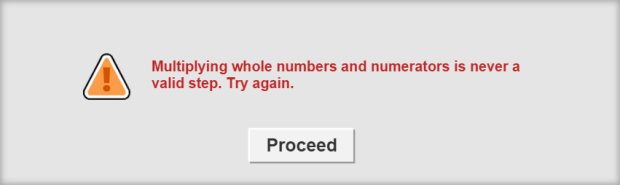 Multiplying whole numbers and numerators is never a
valid step. Try again.
Proceed